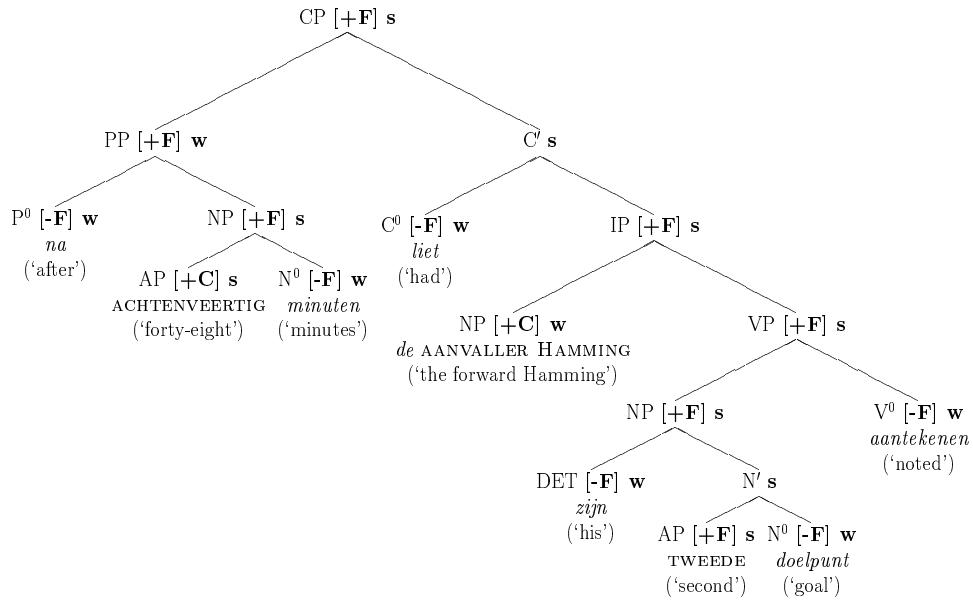 CP [+F] s
PP [+F] w
C′ s
P⁰ [-F] w
na
(‘after’)
NP [+F] s
C⁰ [-F] w
liet
(‘had’)
IP [+F] s
AP [+C] s
ACHTENVEERTIG
(‘forty-eight’)
N⁰ [-F] w
minuten
(‘minutes’)
NP [+C] w
de AANVALLER HAMMING
(‘the forward Hamming’)
VP [+F] s
NP [+F] s
V⁰ [-F] w
aantekenen
(‘noted’)
DET [-F] w
zijn
(‘his’)
N′ s
AP [+F] s
TWEEDE
(‘second’)
N⁰ [-F] w
doelpunt
(‘goal’)